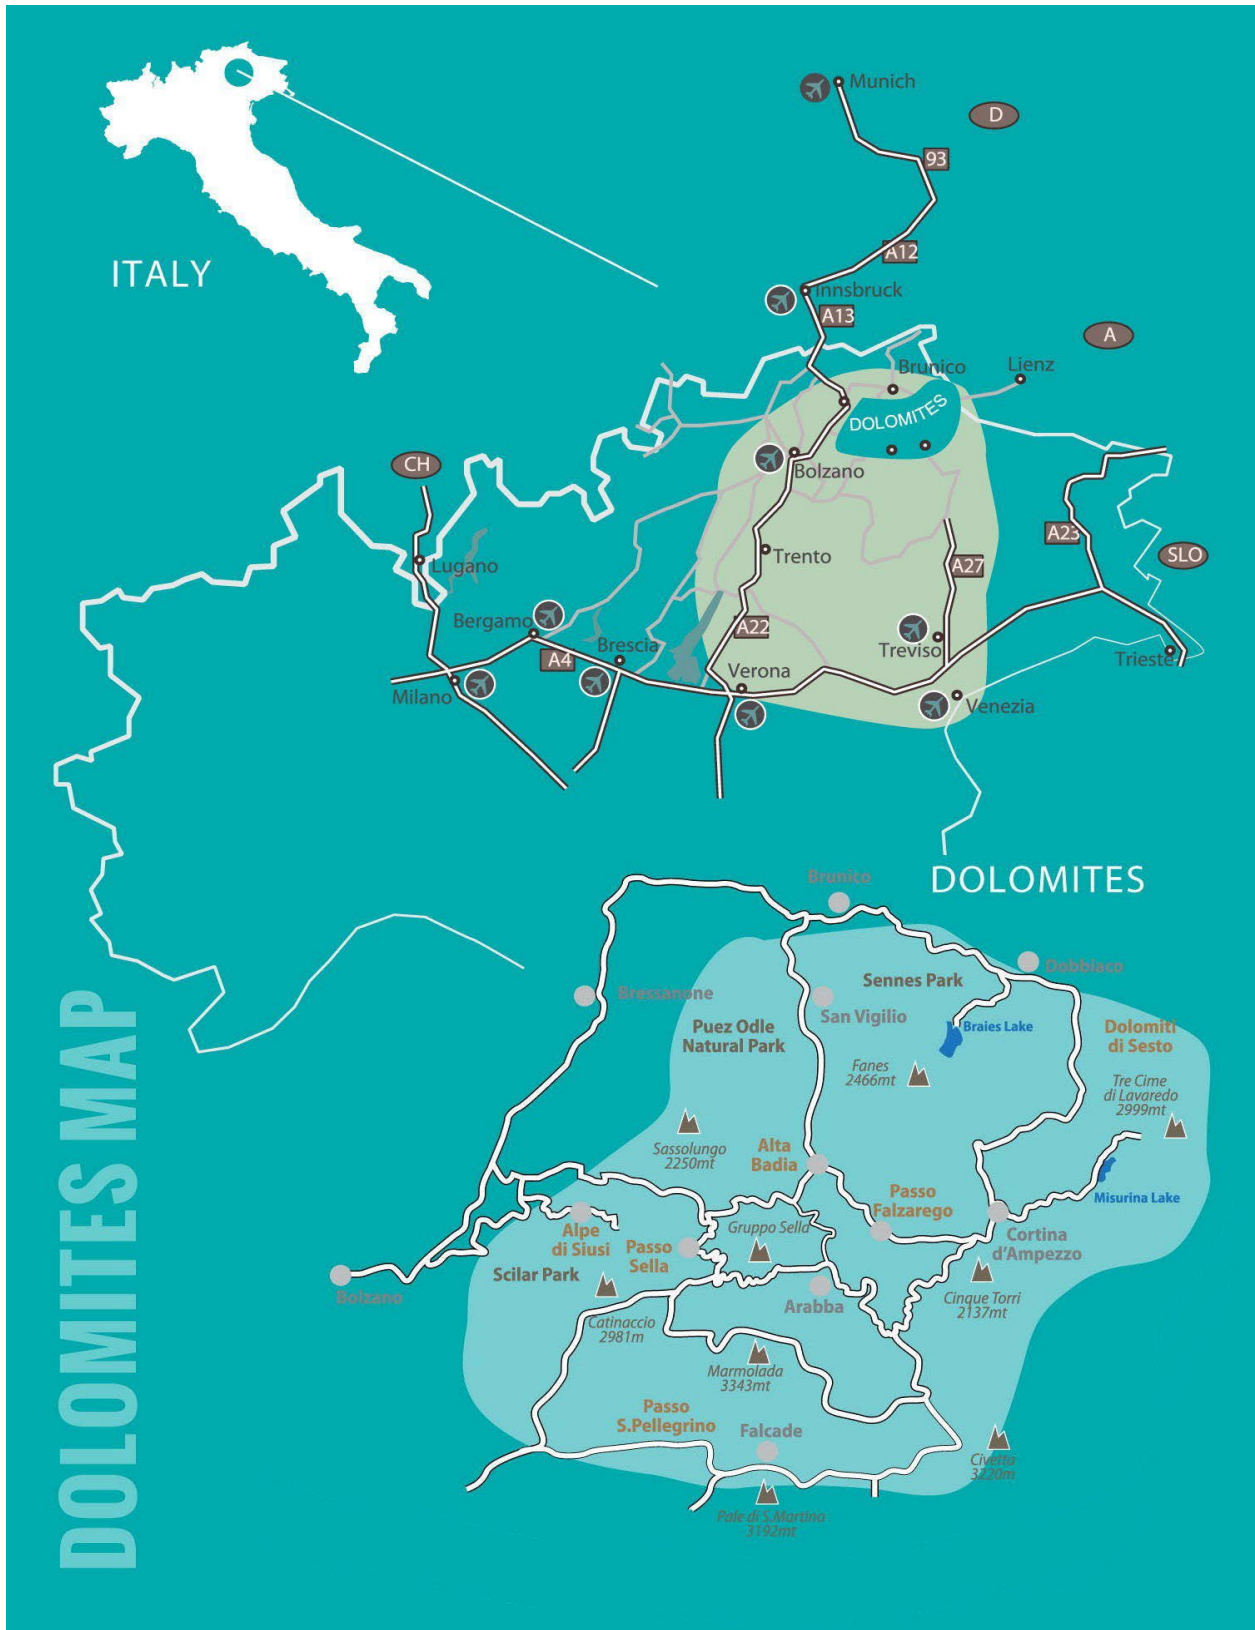 Munich
D
93
A12
ITALY
Innsbruck
A13
A
Brunico
Lienz
DOLOMITES
CH
Bolzano
A23
Trento
SLO
Lugano
A27
Bergamo
A22
Brescia
Treviso
A4
Trieste
Verona
Milano
Venezia
DOLOMITES
Brunico
Dobbiaco
Sennes Park
Bressanone
San Vigilio
Puez Odle
Natural Park
Braies Lake
Dolomiti
di Sesto
Fanes
2466mt
Tre Cime
di Lavaredo
2999mt
Sassolungo
2250mt
Alta
Badia
Passo
Falzarego
Misurina Lake
Gruppo Sella
Alpe
di Siusi
Passo
Sella
Cortina
d'Ampezzo
Scilar Park
Bolzano
Arabba
Cinque Torri
2137mt
Catinaccio
2981m
Marmolada
3343mt
Passo
S.Pellegrino
Falcade
Civetta
3220m
Pale di S.Martino
3192mt
DOLOMITES MAP